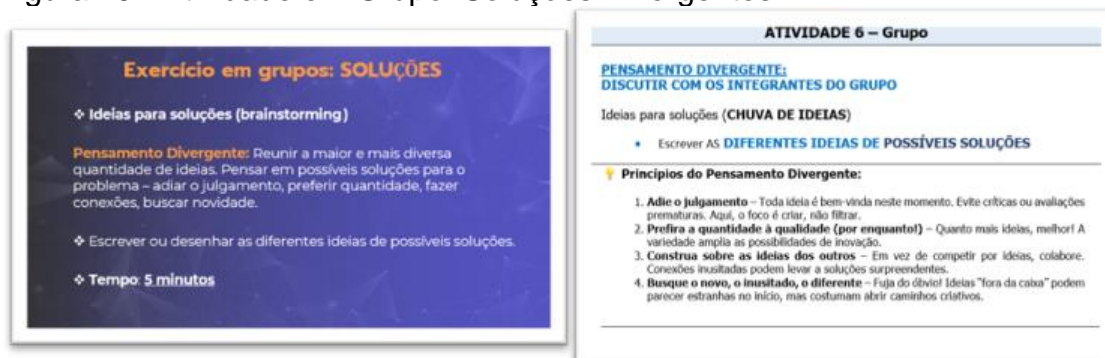 Exercício em grupos: SOLUÇÕES
❖ Ideias para soluções (brainstorming)
Pensamento Divergente: Reunir a maior e mais diversa
quantidade de ideias. Pensar em possíveis soluções para o
problema – adiar o julgamento, preferir quantidade, fazer
conexões, buscar novidade.
❖ Escrever ou desenhar as diferentes ideias de possíveis soluções.
❖ Tempo: 5 minutos
ATIVIDADE 6 – Grupo
PENSAMENTO DIVERGENTE:
DISCUTIR COM OS INTEGRANTES DO GRUPO
Ideias para soluções (CHUVA DE IDEIAS)
• Escrever AS DIFERENTES IDEIAS DE POSSÍVEIS SOLUÇÕES
Princípios do Pensamento Divergente:
1. Adie o julgamento – Toda ideia é bem-vinda neste momento. Evite críticas ou avaliações
prematuras. Aqui, o foco é criar, não filtrar.
2. Prefira a quantidade à qualidade (por enquanto!) – Quanto mais ideias, melhor! A
variedade amplia as possibilidades de inovação.
3. Construa sobre as ideias dos outros – Em vez de competir por ideias, colabore.
Conexões inusitadas podem levar a soluções surpreendentes.
4. Busque o novo, o inusitado, o diferente – Fuja do óbvio! Ideias "fora da caixa" podem
parecer estranhas no início, mas costumam abrir caminhos criativos.